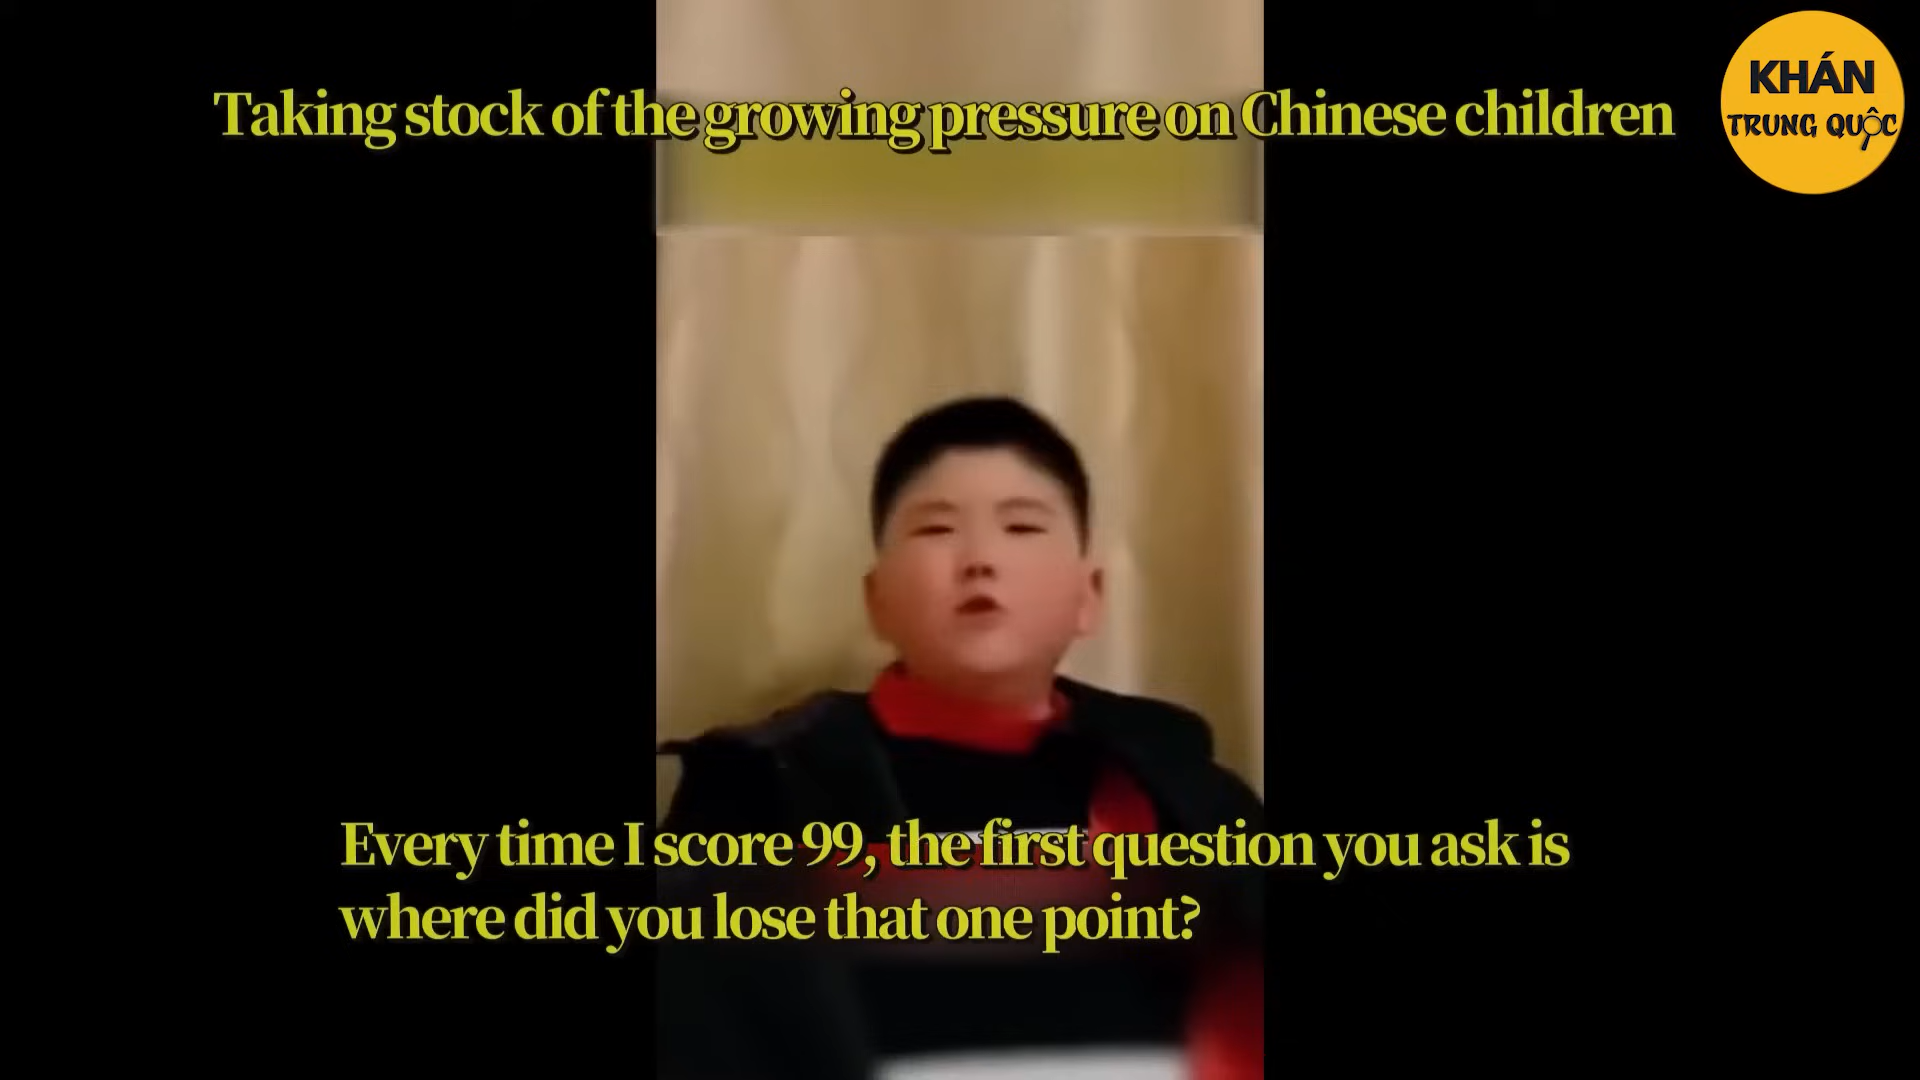 KHÁN
TRUNG QUỐC
Taking stock of the growing pressure on Chinese children
Every time I score 99, the first question you ask is
where did you lose that one point?